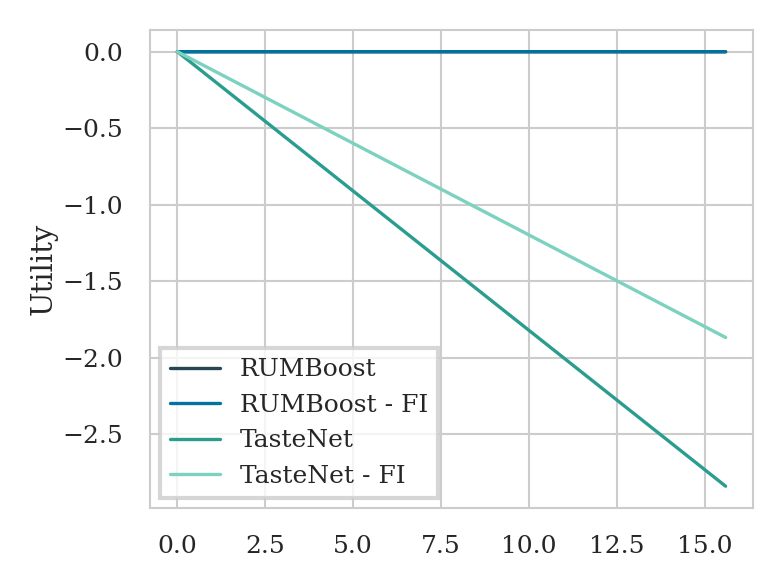 0.0
−0.5
−1.0
−1.5
−2.0
−2.5
Utility
RUMBoost
RUMBoost - FI
TasteNet
TasteNet - FI
0.0 2.5 5.0 7.5 10.0 12.5 15.0